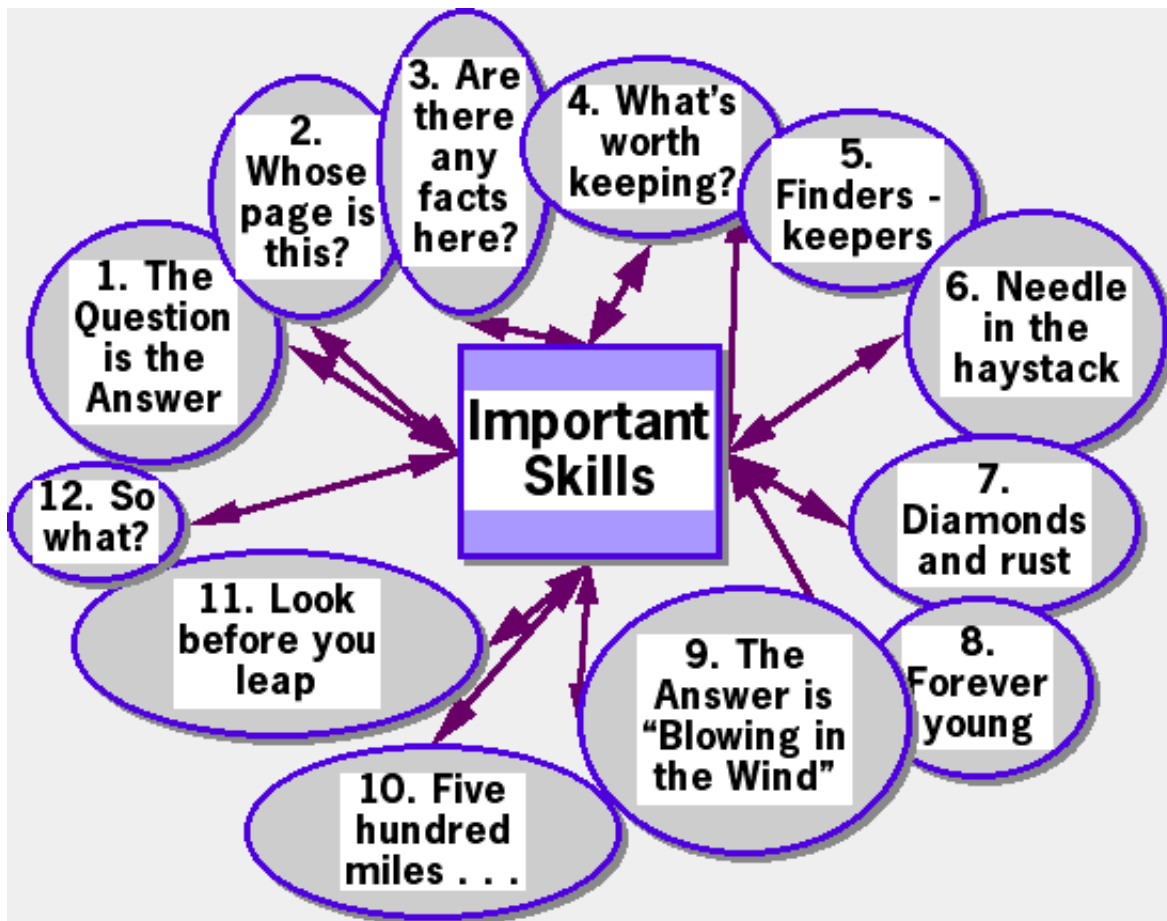 1. The
Question
is the
Answer
2.
Whose
page is
this?
3. Are
there
any
facts
here?
4. What's
worth
keeping?
5.
Finders -
keepers
6. Needle
in the
haystack
7.
Diamonds
and rust
8.
Forever
young
9. The
Answer is
“Blowing in
the Wind”
10. Five
hundred
miles . . .
11. Look
before you
leap
12. So
what?
Important
Skills